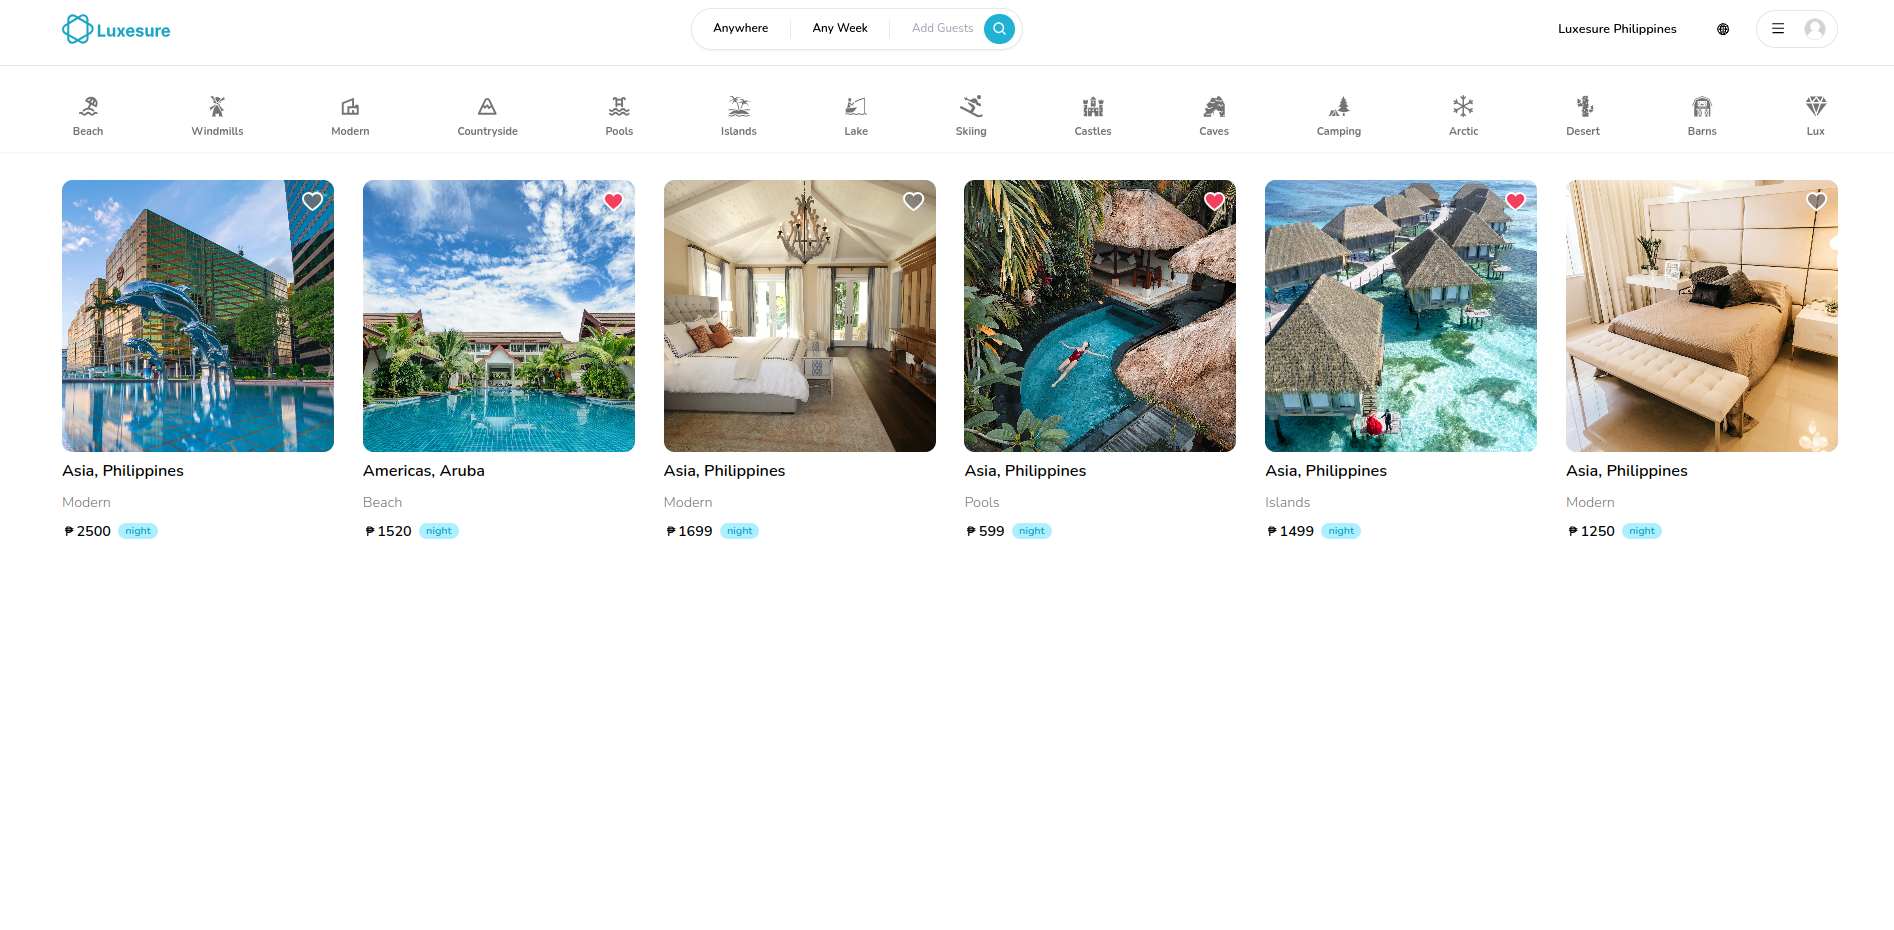 Luxesure
Anywhere
Any Week
Add Guests
Luxesure Philippines
Beach
Windmills
Modern
Countryside
Pools
Islands
Lake
Skiing
Castles
Caves
Camping
Arctic
Desert
Barns
Lux
Asia, Philippines
Modern
₱ 2500 night
Americas, Aruba
Beach
₱ 1520 night
Asia, Philippines
Modern
₱ 1699 night
Asia, Philippines
Pools
₱ 599 night
Asia, Philippines
Islands
₱ 1499 night
Asia, Philippines
Modern
₱ 1250 night